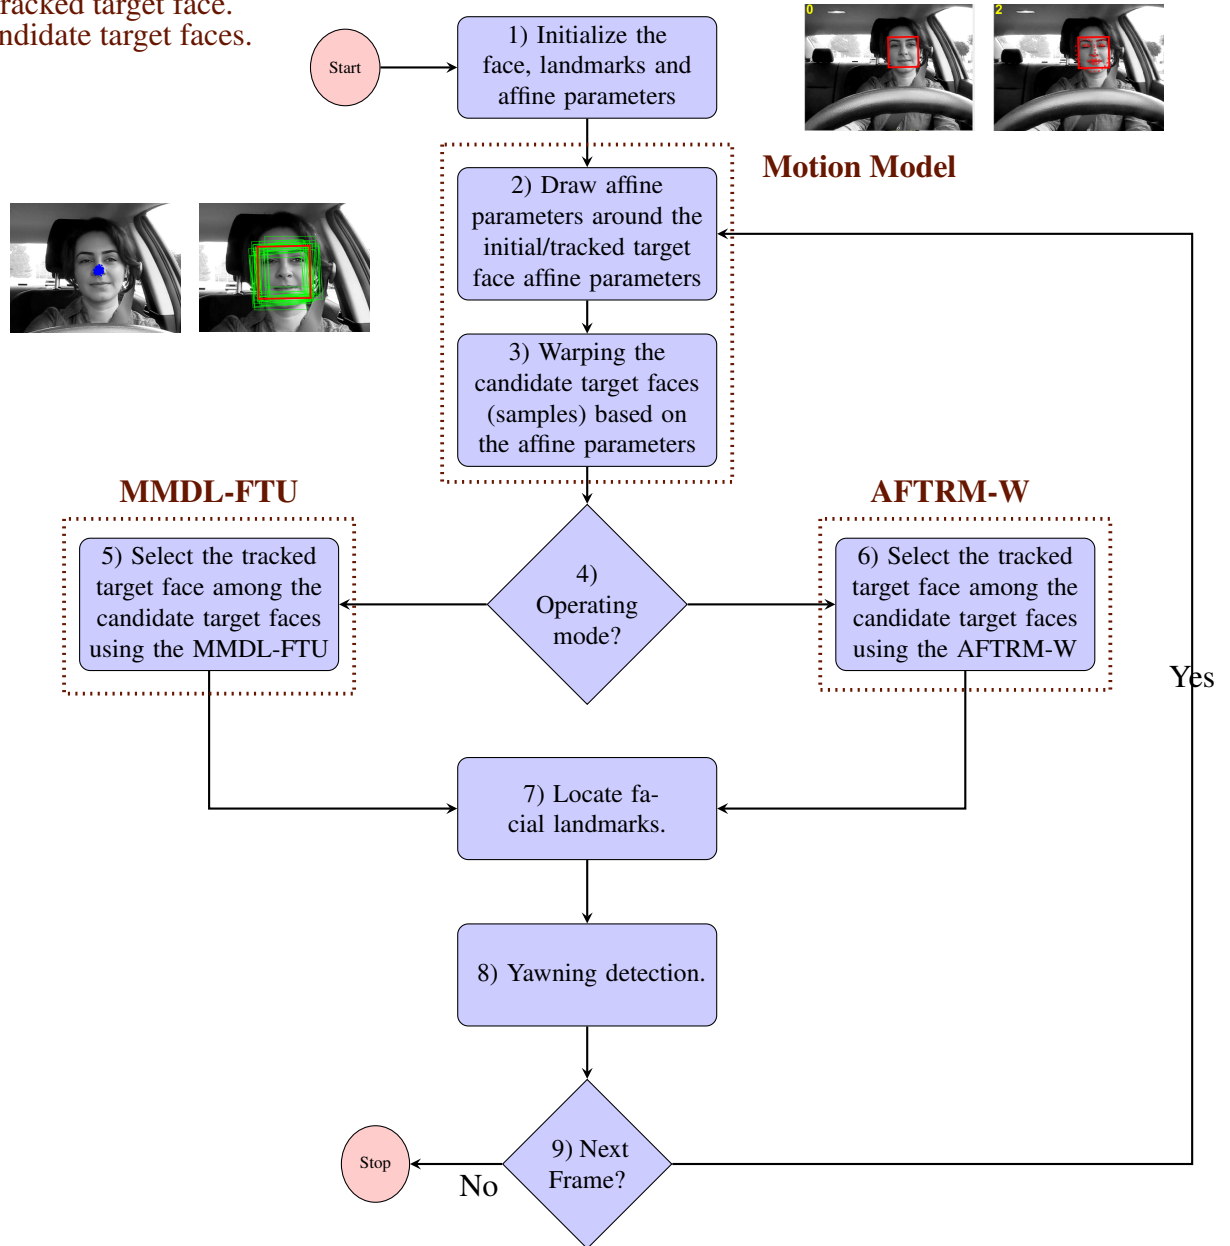 racked target face.
ndidate target faces.
Start
1) Initialize the
face, landmarks and
affine parameters
0
2
Motion Model
2) Draw affine
parameters around the
initial/tracked target
face affine parameters
3) Warping the
candidate target faces
(samples) based on
the affine parameters
MMDL-FTU
AFTRM-W
5) Select the tracked
target face among the
candidate target faces
using the MMDL-FTU
4)
Operating
mode?
6) Select the tracked
target face among the
candidate target faces
using the AFTRM-W
Yes
7) Locate fa-
cial landmarks.
8) Yawning detection.
9) Next
Frame?
Stop
No